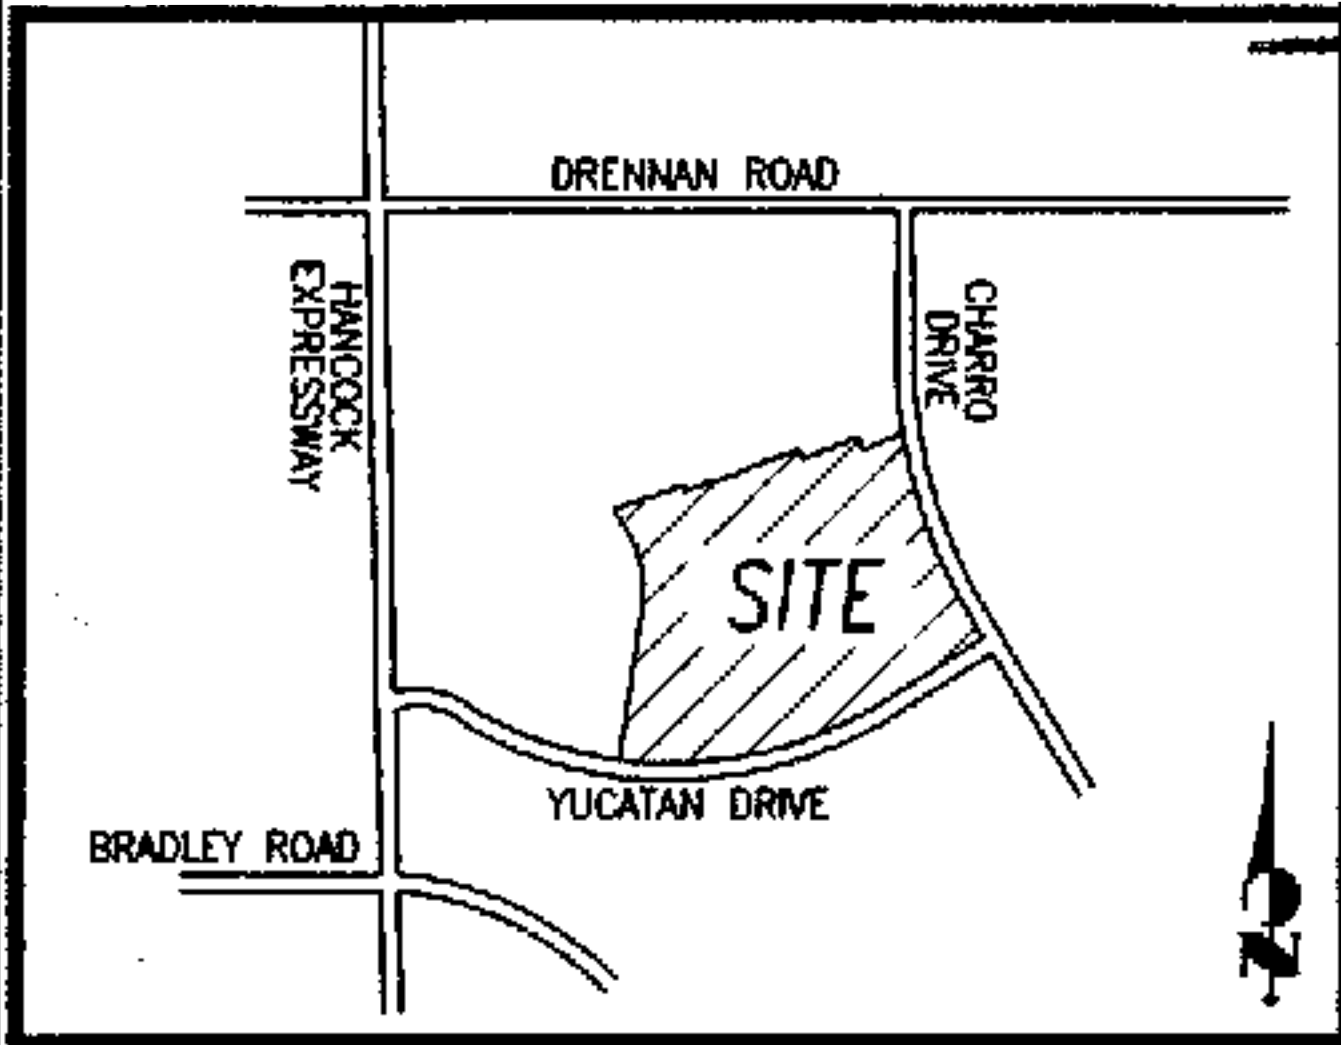 DRENNAN ROAD
HANCOCK
EXPRESSWAY
CHARRO
DRIVE
SITE
YUCATAN DRIVE
BRADLEY ROAD
N